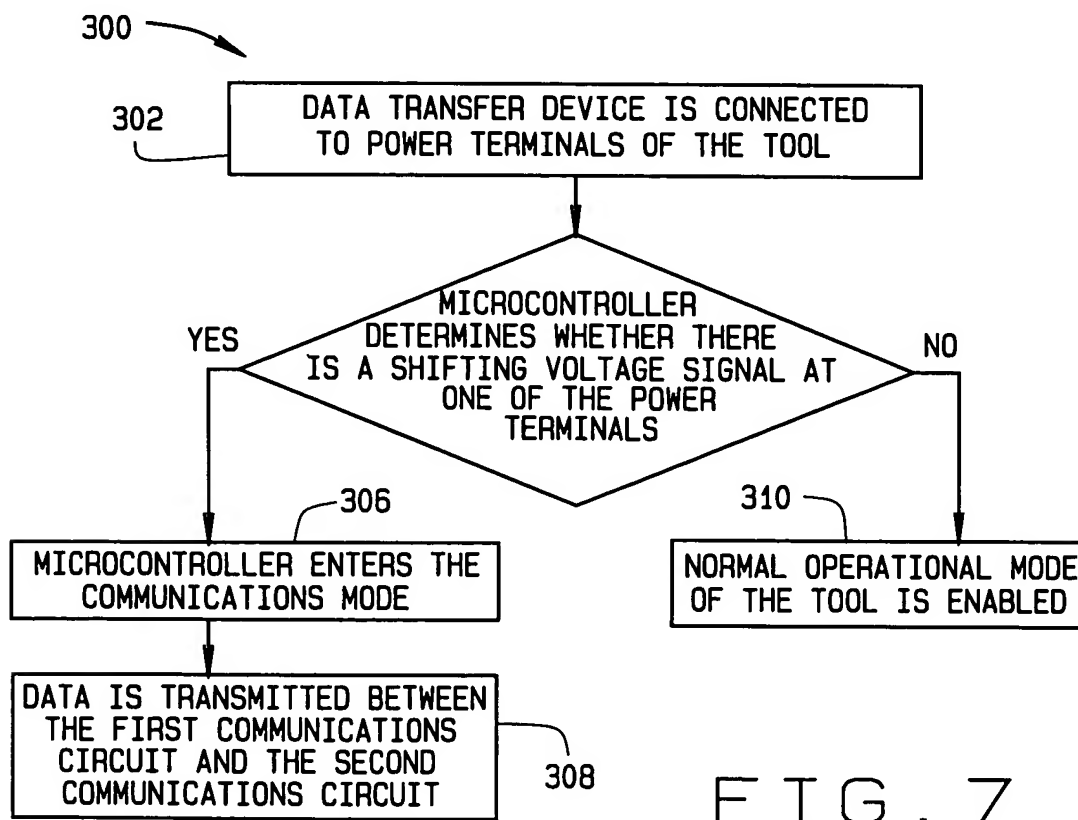 300
302
DATA TRANSFER DEVICE IS CONNECTED
TO POWER TERMINALS OF THE TOOL
MICROCONTROLLER
DETERMINES WHETHER THERE
IS A SHIFTING VOLTAGE SIGNAL AT
ONE OF THE POWER
TERMINALS
YES
NO
306
310
MICROCONTROLLER ENTERS THE
COMMUNICATIONS MODE
NORMAL OPERATIONAL MODE
OF THE TOOL IS ENABLED
DATA IS TRANSMITTED BETWEEN
THE FIRST COMMUNICATIONS
CIRCUIT AND THE SECOND
COMMUNICATIONS CIRCUIT
308
FIG. 7